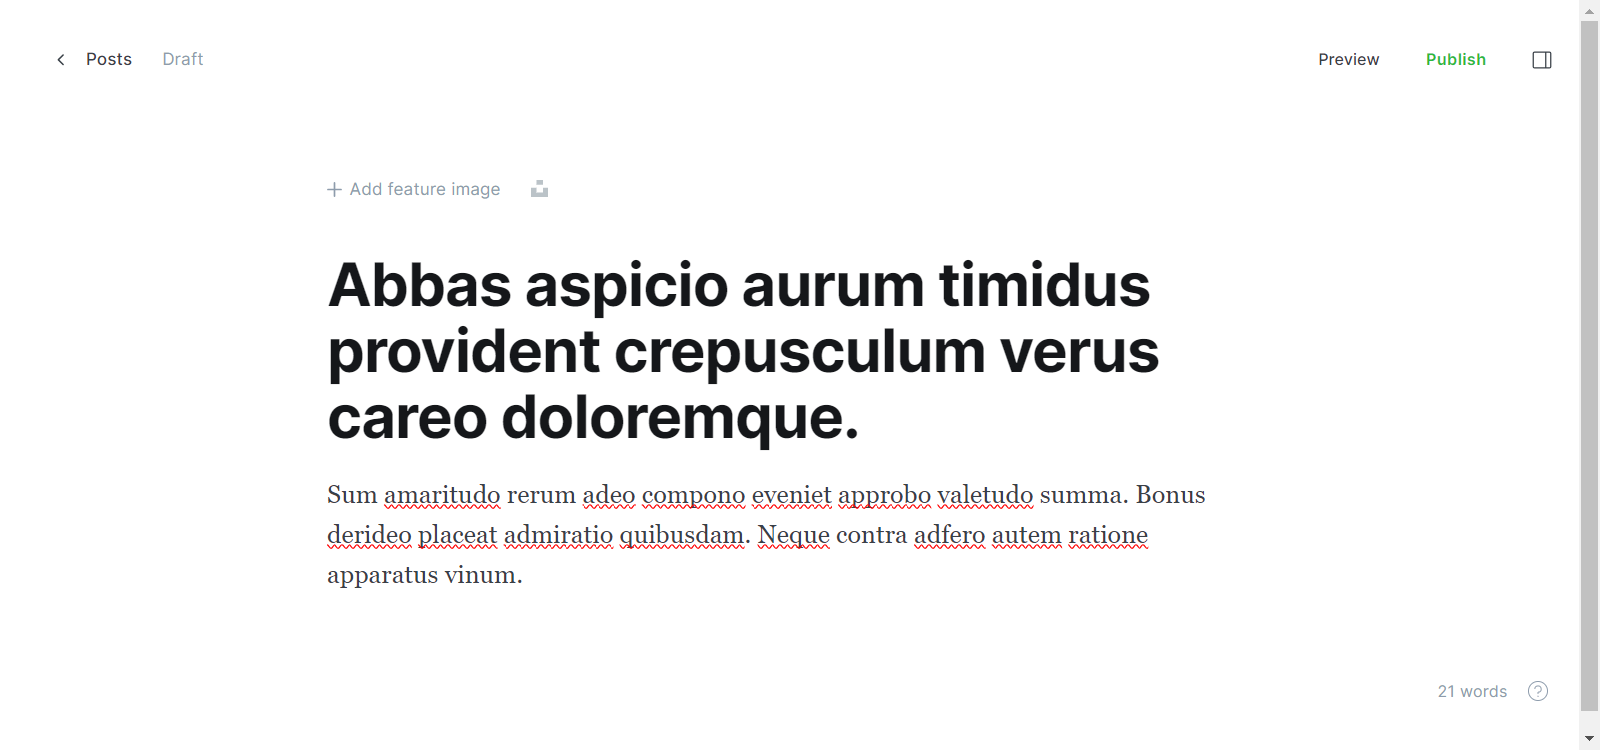 Posts Draft Preview Publish
Add feature image
Abbas aspicio aurum timidus
provident crepusculum verus
careo doloremque.
Sum amaritudo rerum adeo compono eveniet approbo valetudo summa. Bonus
derideo placeat admiratio quibusdam. Neque contra adfero autem ratione
apparatus vinum.
21 words ?